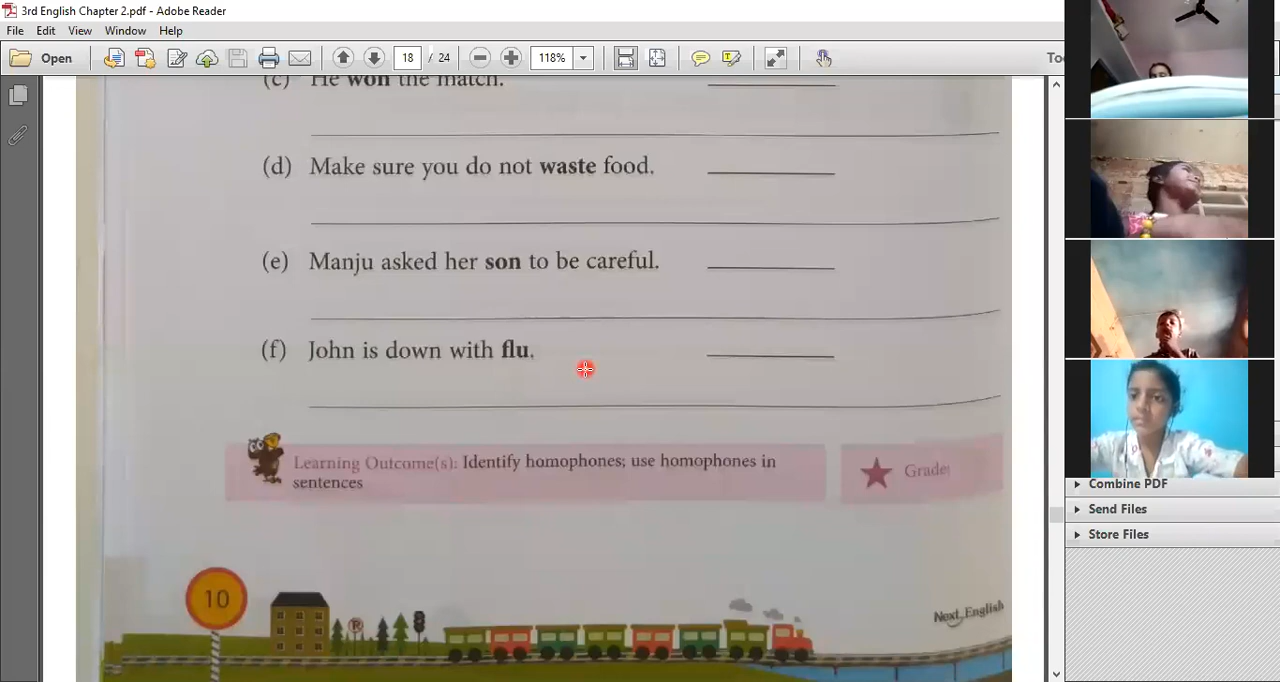 3rd English Chapter 2.pdf - Adobe Reader
File Edit View Window Help
Open 18 / 24 118%
(c) He won the match.
(d) Make sure you do not waste food.
(e) Manju asked her son to be careful.
(f) John is down with flu.
Learning Outcome(s): Identify homophones; use homophones in
sentences
Grade:
10
R
Next English
Combine PDF
Send Files
Store Files